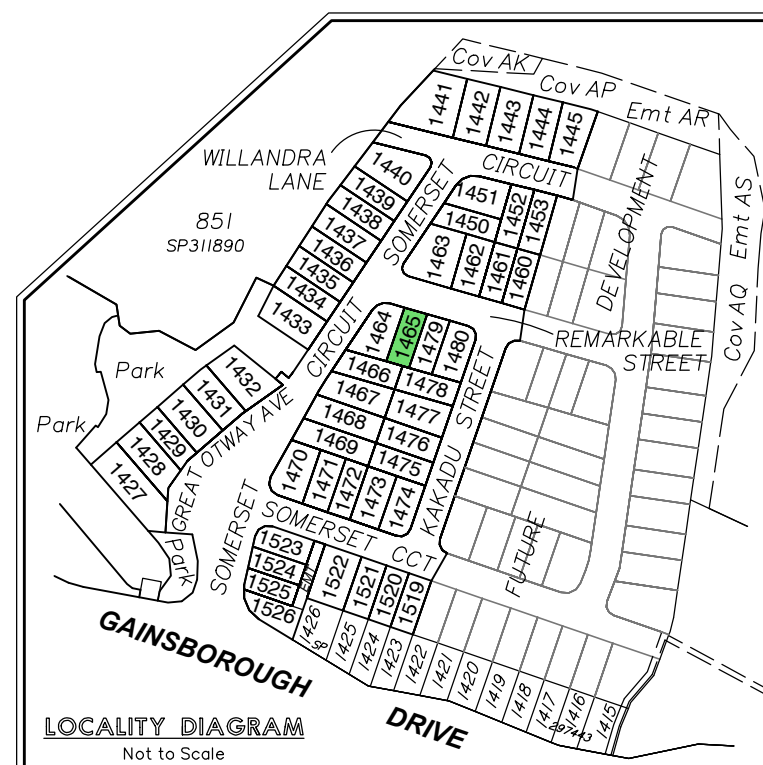 Cov AK
Cov AP
Emt AR
1441
1442
1443
1444
1445
WILLANDRA
LANE
1440
CIRCUIT
DEVELOPMENT
Emt AS
1439
1438
1437
1436
1435
1434
1433
SOMERSET
1451
1450
1452
1453
851
SP311890
1463
1462
1461
1460
Cov AQ
CIRCUIT
1464
1465
1479
1480
REMARKABLE
STREET
Park
1432
1431
1430
1429
1428
1427
1466
1478
1467
1477
1468
1476
1469
1475
1470
1471
1472
1473
1474
KAKADU STREET
Park
GREAT OTWAY AVE
SOMERSET
SOMERSET CCT
FUTURE
Park
1523
1524
1525
1526
EMT
1522
1521
1520
1519
GAINSBOROUGH
DRIVE
1426
SP
1425
1424
1423
1422
1421
1420
1419
1418
1417
1416
1415
297443
LOCALITY DIAGRAM
Not to Scale